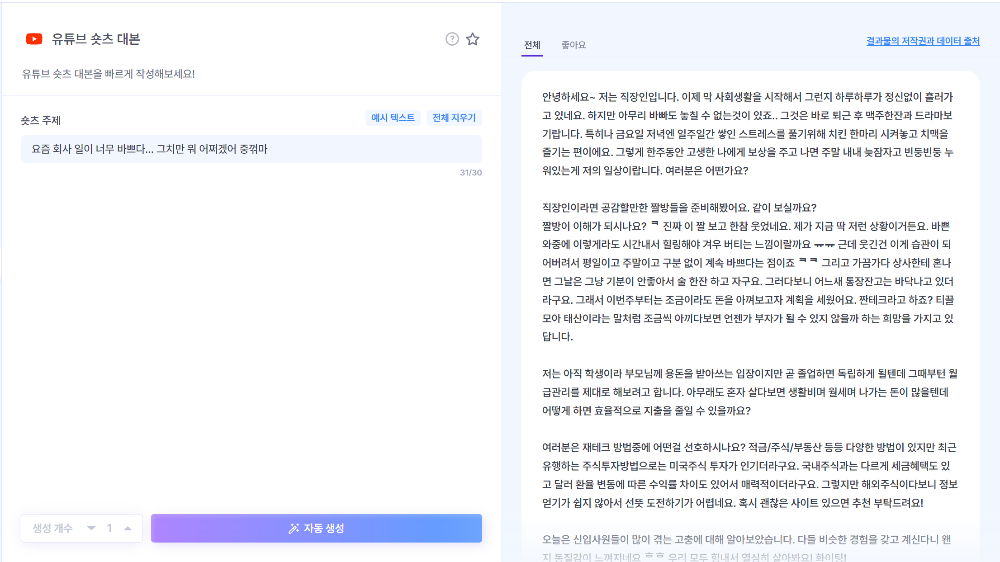 유튜브 숏츠 대본
유튜브 숏츠 대본을 빠르게 작성해보세요!
숏츠 주제
예시 텍스트
전체 지우기
요즘 회사 일이 너무 바쁘다... 그치만 뭐 어쩌겠어 중꺾마
31/30
생성 개수
1
자동 생성
전체
좋아요
결과물의 저작권과 데이터 출처
안녕하세요~ 저는 직장인입니다. 이제 막 사회생활을 시작해서 그런지 하루하루가 정신없이 흘러가
고 있네요. 하지만 아무리 바빠도 놓칠 수 없는것이 있죠.. 그것은 바로 퇴근 후 맥주한잔과 드라마보
기랍니다. 특히나 금요일 저녁엔 일주일간 쌓인 스트레스를 풀기위해 치킨 한마리 시켜놓고 치맥을
즐기는 편이에요. 그렇게 한주동안 고생한 나에게 보상을 주고 나면 주말 내내 늦잠자고 빈둥빈둥 누
워있는게 저의 일상이랍니다. 여러분은 어떤가요?
직장인이라면 공감할만한 짤방들을 준비해봤어요. 같이 보실까요?
짤방이 이해가 되시나요? ᄏ 진짜 이 짤 보고 한참 웃었네요. 제가 지금 딱 저런 상황이거든요. 바쁜
와중에 이렇게라도 시간내서 힐링해야 겨우 버티는 느낌이랄까요 ㅠㅠ 근데 웃긴건 이게 습관이 되
어버려서 평일이고 주말이고 구분 없이 계속 바쁘다는 점이죠 ᄏᄏ 그리고 가끔가다 상사한테 혼나
면 그날은 그냥 기분이 안좋아서 술 한잔 하고 자구요. 그러다보니 어느새 통장잔고는 바닥나고 있더
라구요. 그래서 이번주부터는 조금이라도 돈을 아껴보고자 계획을 세웠어요. 짠테크라고 하죠? 티끌
모아 태산이라는 말처럼 조금씩 아끼다보면 언젠가 부자가 될 수 있지 않을까 하는 희망을 가지고 있
답니다.
저는 아직 학생이라 부모님께 용돈을 받아쓰는 입장이지만 곧 졸업하면 독립하게 될텐데 그때부턴 월
급관리를 제대로 해보려고 합니다. 아무래도 혼자 살다보면 생활비며 월세며 나가는 돈이 많을텐데
어떻게 하면 효율적으로 지출을 줄일 수 있을까요?
여러분은 재테크 방법중에 어떤걸 선호하시나요? 적금/주식/부동산 등등 다양한 방법이 있지만 최근
유행하는 주식투자방법으로는 미국주식 투자가 인기더라구요. 국내주식과는 다르게 세금혜택도 있
고 달러 환율 변동에 따른 수익률 차이도 있어서 매력적이더라구요. 그렇지만 해외주식이다보니 정보
얻기가 쉽지 않아서 선뜻 도전하기가 어렵네요. 혹시 괜찮은 사이트 있으면 추천 부탁드려요!
오늘은 신입사원들이 많이 겪는 고충에 대해 알아보았습니다. 다들 비슷한 경험을 갖고 계신다니 왠
지 동질감이 느껴지네요 ᄒᄒ 우리 모두 힘내서 열심히 살아봐요! 화이팅!